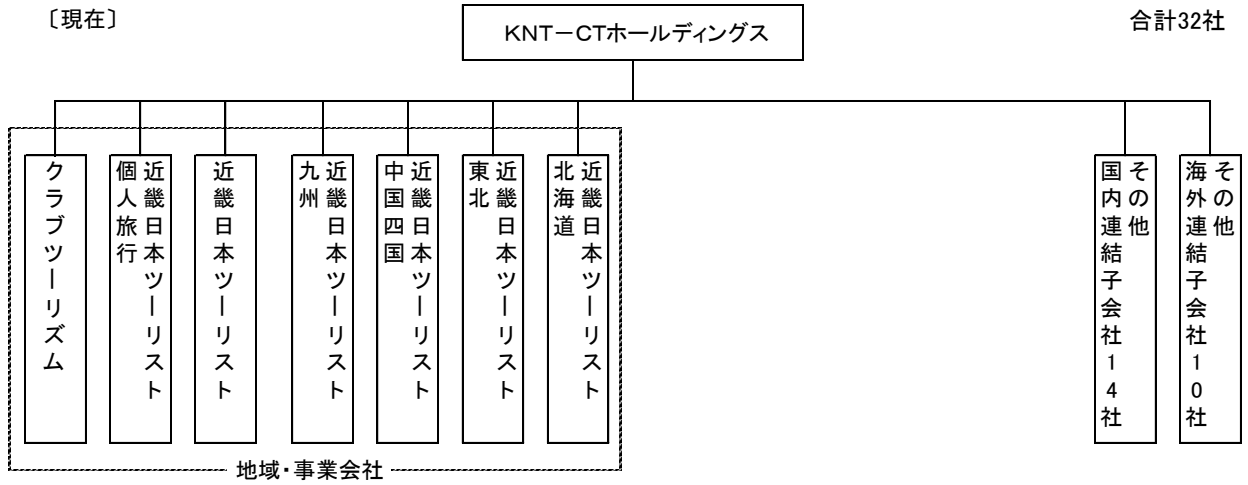 〔現在〕
合計32社
KNT－CTホールディングス
クラブツーリズム
近畿日本ツーリスト
個人旅行
近畿日本ツーリスト
近畿日本ツーリスト
九州
近畿日本ツーリスト
中国四国
近畿日本ツーリスト
東北
近畿日本ツーリスト
北海道
その他
国内連結子会社14社
その他
海外連結子会社10社
地域・事業会社